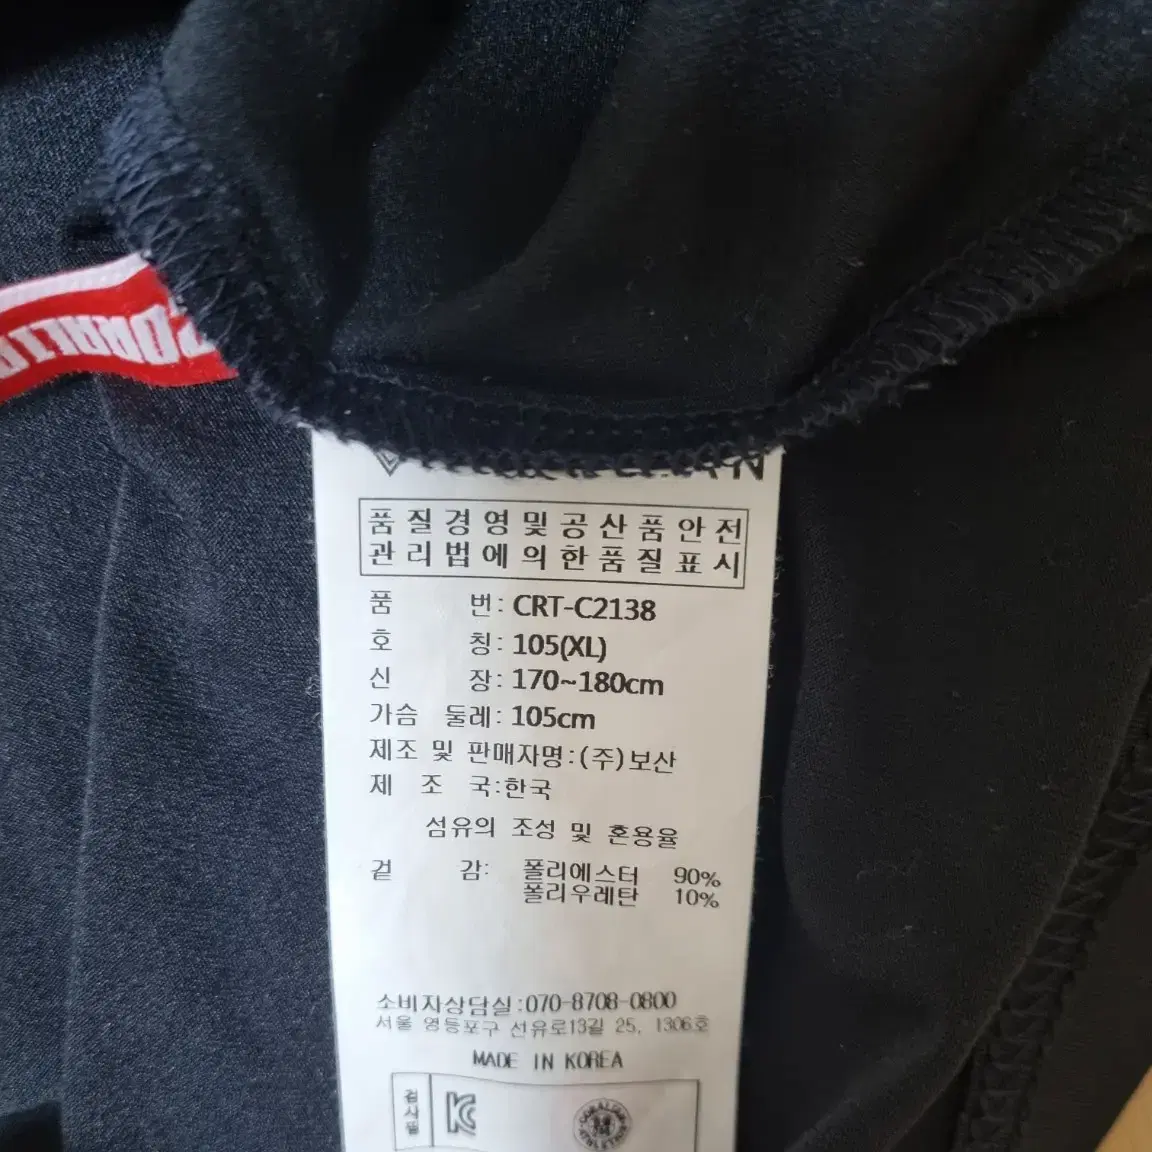 품질경영및공산품안전
관리법에의한품질표시
품 번: CRT-C2138
호 칭: 105(XL)
신 장: 170~180cm
가슴 둘레: 105cm
제조 및 판매자명:(주)보산
제 조 국:한국
섬유의 조성 및 혼용율
겉 감: 폴리에스터 90%
폴리우레탄 10%
소비자상담실:070-8708-0800
서울 영등포구 선유로13길 25, 1306호
MADE IN KOREA
검사필